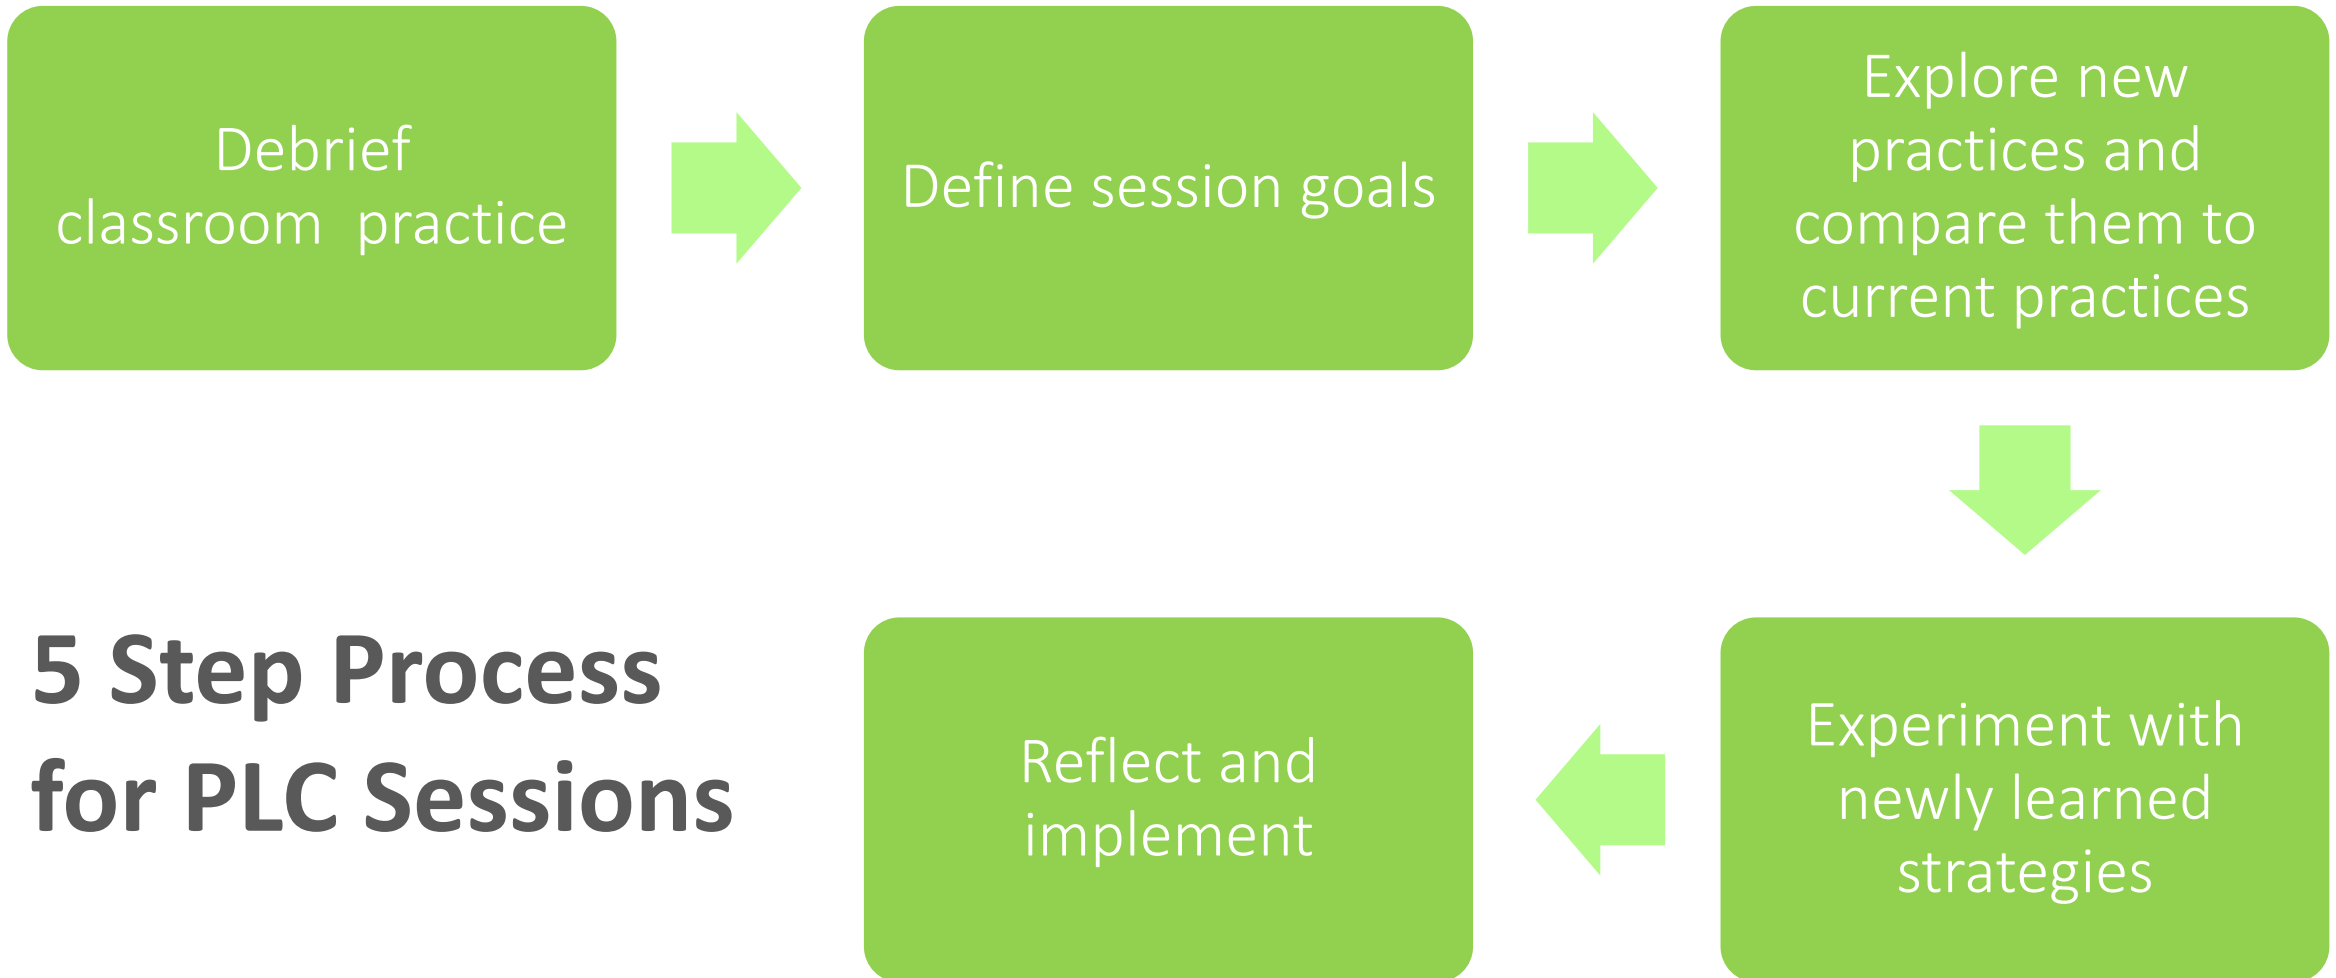 Debrief
classroom  practice
Define session goals
Explore new
practices and
compare them to
current practices
Experiment with
newly learned
strategies
Reflect and
implement
5 Step Process
for PLC Sessions